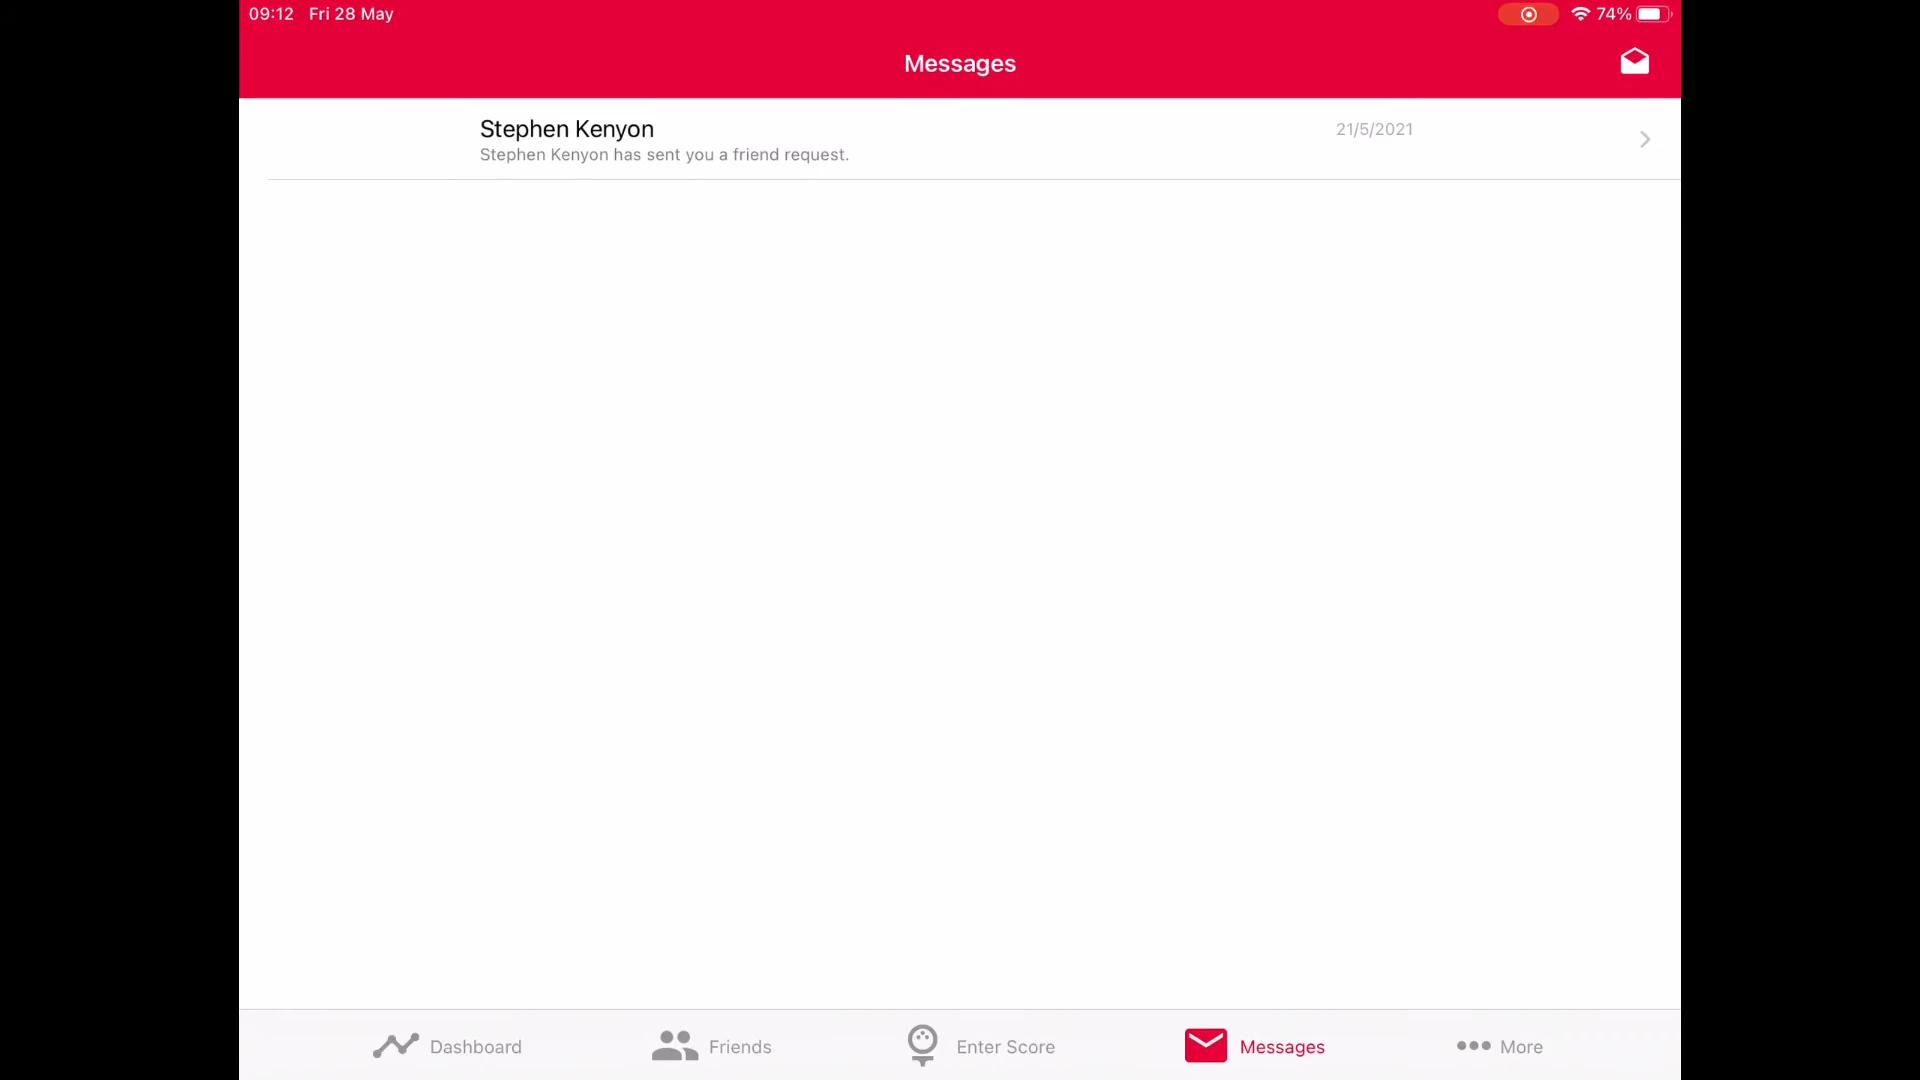 09:12 Fri 28 May
74%
Messages
Stephen Kenyon
21/5/2021
Stephen Kenyon has sent you a friend request.
Dashboard Friends Enter Score Messages More